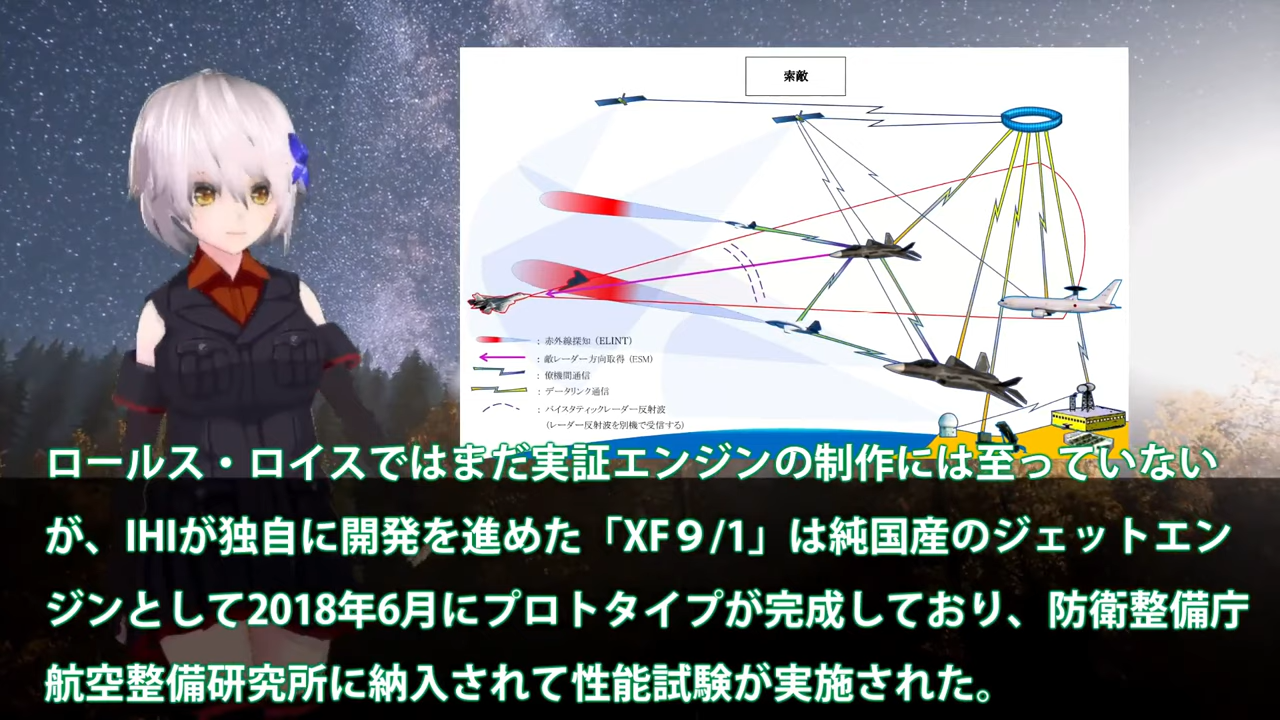 索敵
: 赤外線探知 (ELINT)
: 敵レーダー方向取得 (ESM)
: 僚機間通信
: データリンク通信
: バイスタティックレーダー反射波
(レーダー反射波を別機で受信する)
ロールス・ロイスではまだ実証エンジンの制作には至っていない
が、IHIが独自に開発を進めた「XF９/1」は純国産のジェットエン
ジンとして2018年6月にプロトタイプが完成しており、防衛整備庁
航空整備研究所に納入されて性能試験が実施された。